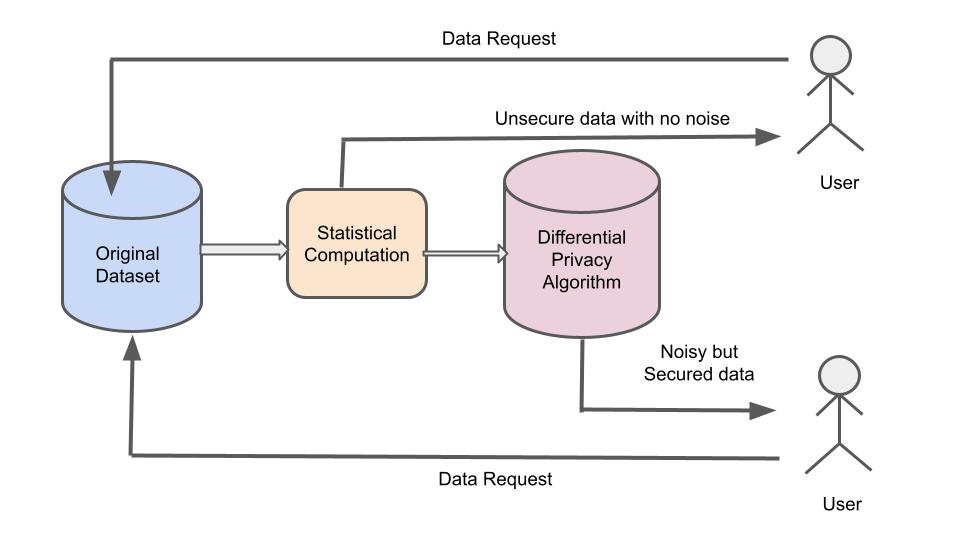 Data Request
Unsecure data with no noise
User
Original
Dataset
Statistical
Computation
Differential
Privacy
Algorithm
Noisy but
Secured data
Data Request
User